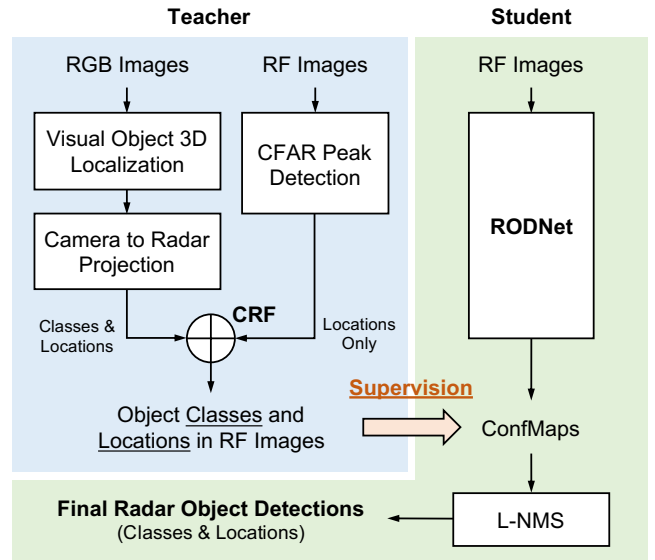 Teacher
Student
RGB Images
RF Images
RF Images
Visual Object 3D
Localization
CFAR Peak
Detection
RODNet
Camera to Radar
Projection
CRF
Classes &
Locations
Locations
Only
Supervision
Object Classes and
Locations in RF Images
ConfMaps
Final Radar Object Detections
(Classes & Locations)
L-NMS